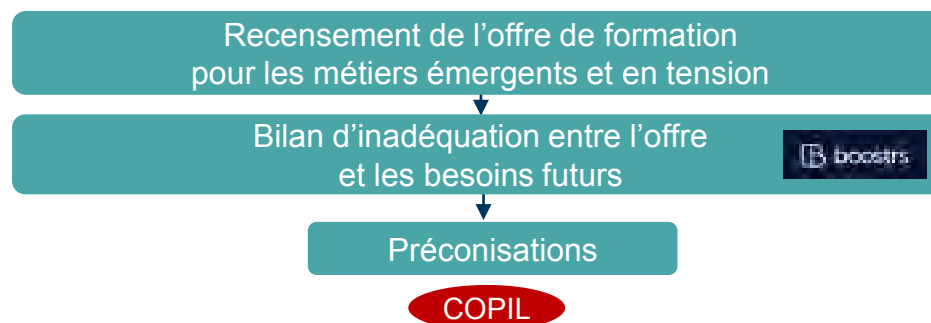 Recensement de l’offre de formation
pour les métiers émergents et en tension
Bilan d’inadéquation entre l’offre
et les besoins futurs
boostrs
Préconisations
COPIL